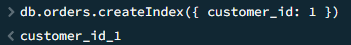 > db.orders.createIndex({ customer_id: 1 })
< customer_id_1